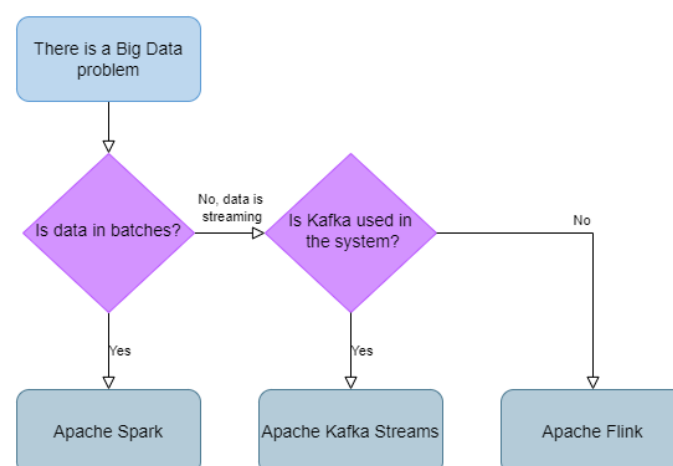 There is a Big Data
problem
Is data in batches?
No, data is
streaming
Is Kafka used in
the system?
No
Yes
Yes
Apache Spark
Apache Kafka Streams
Apache Flink